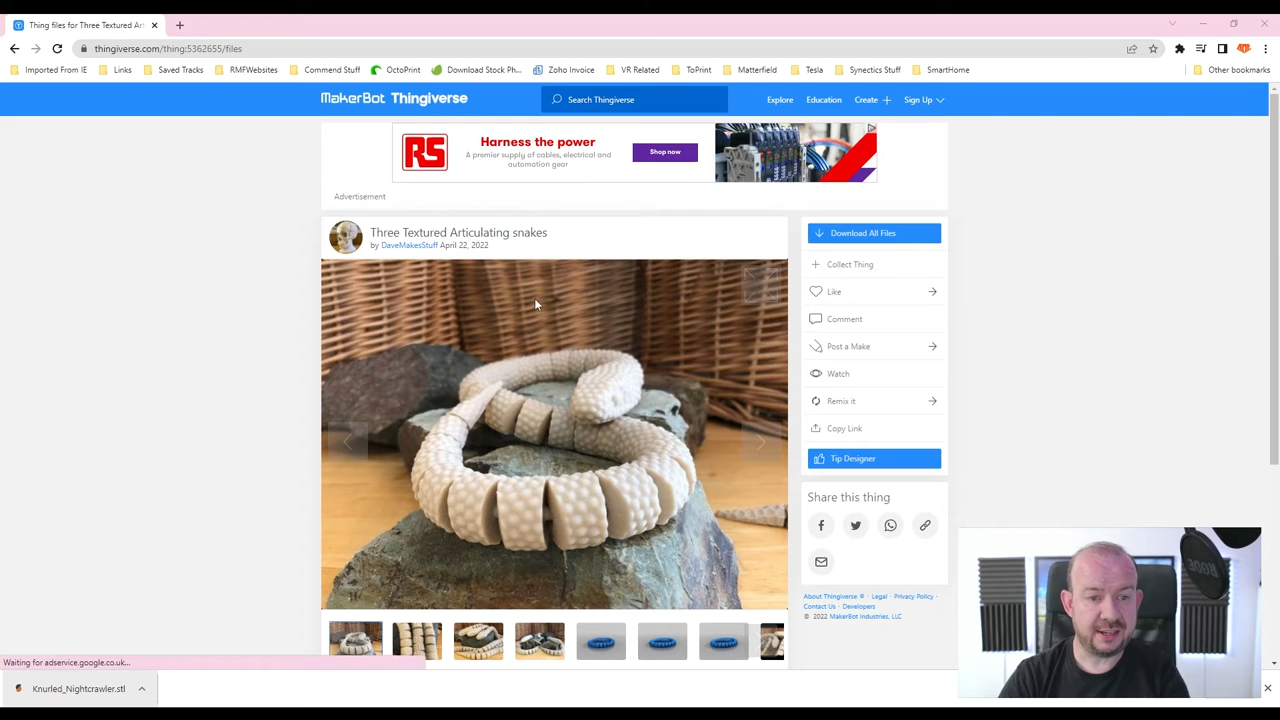 Thing files for Three Textured Art
thingiverse.com/thing:5362655/files
Imported From IE
Links
Saved Tracks
RMFWebsites
Commend Stuff
OctoPrint
Download Stock Ph...
Zoho Invoice
VR Related
ToPrint
Matterfield
Tesla
Synectics Stuff
SmartHome
Other bookmarks
MakerBot Thingiverse
Search Thingiverse
Explore
Education
Create
Sign Up
RS
Harness the power
A premier supply of cables, electrical and
automation gear
Shop now
Advertisement
Three Textured Articulating snakes
by DaveMakesStuff April 22, 2022
Download All Files
Collect Thing
Like
Comment
Post a Make
Watch
Remix it
Copy Link
Tip Designer
Share this thing
About Thingiverse ® · Legal · Privacy Policy ·
Contact Us · Developers
© 2022 MakerBot Industries, LLC
RODE
Waiting for adservice.google.co.uk...
Knurled_Nightcrawler.stl